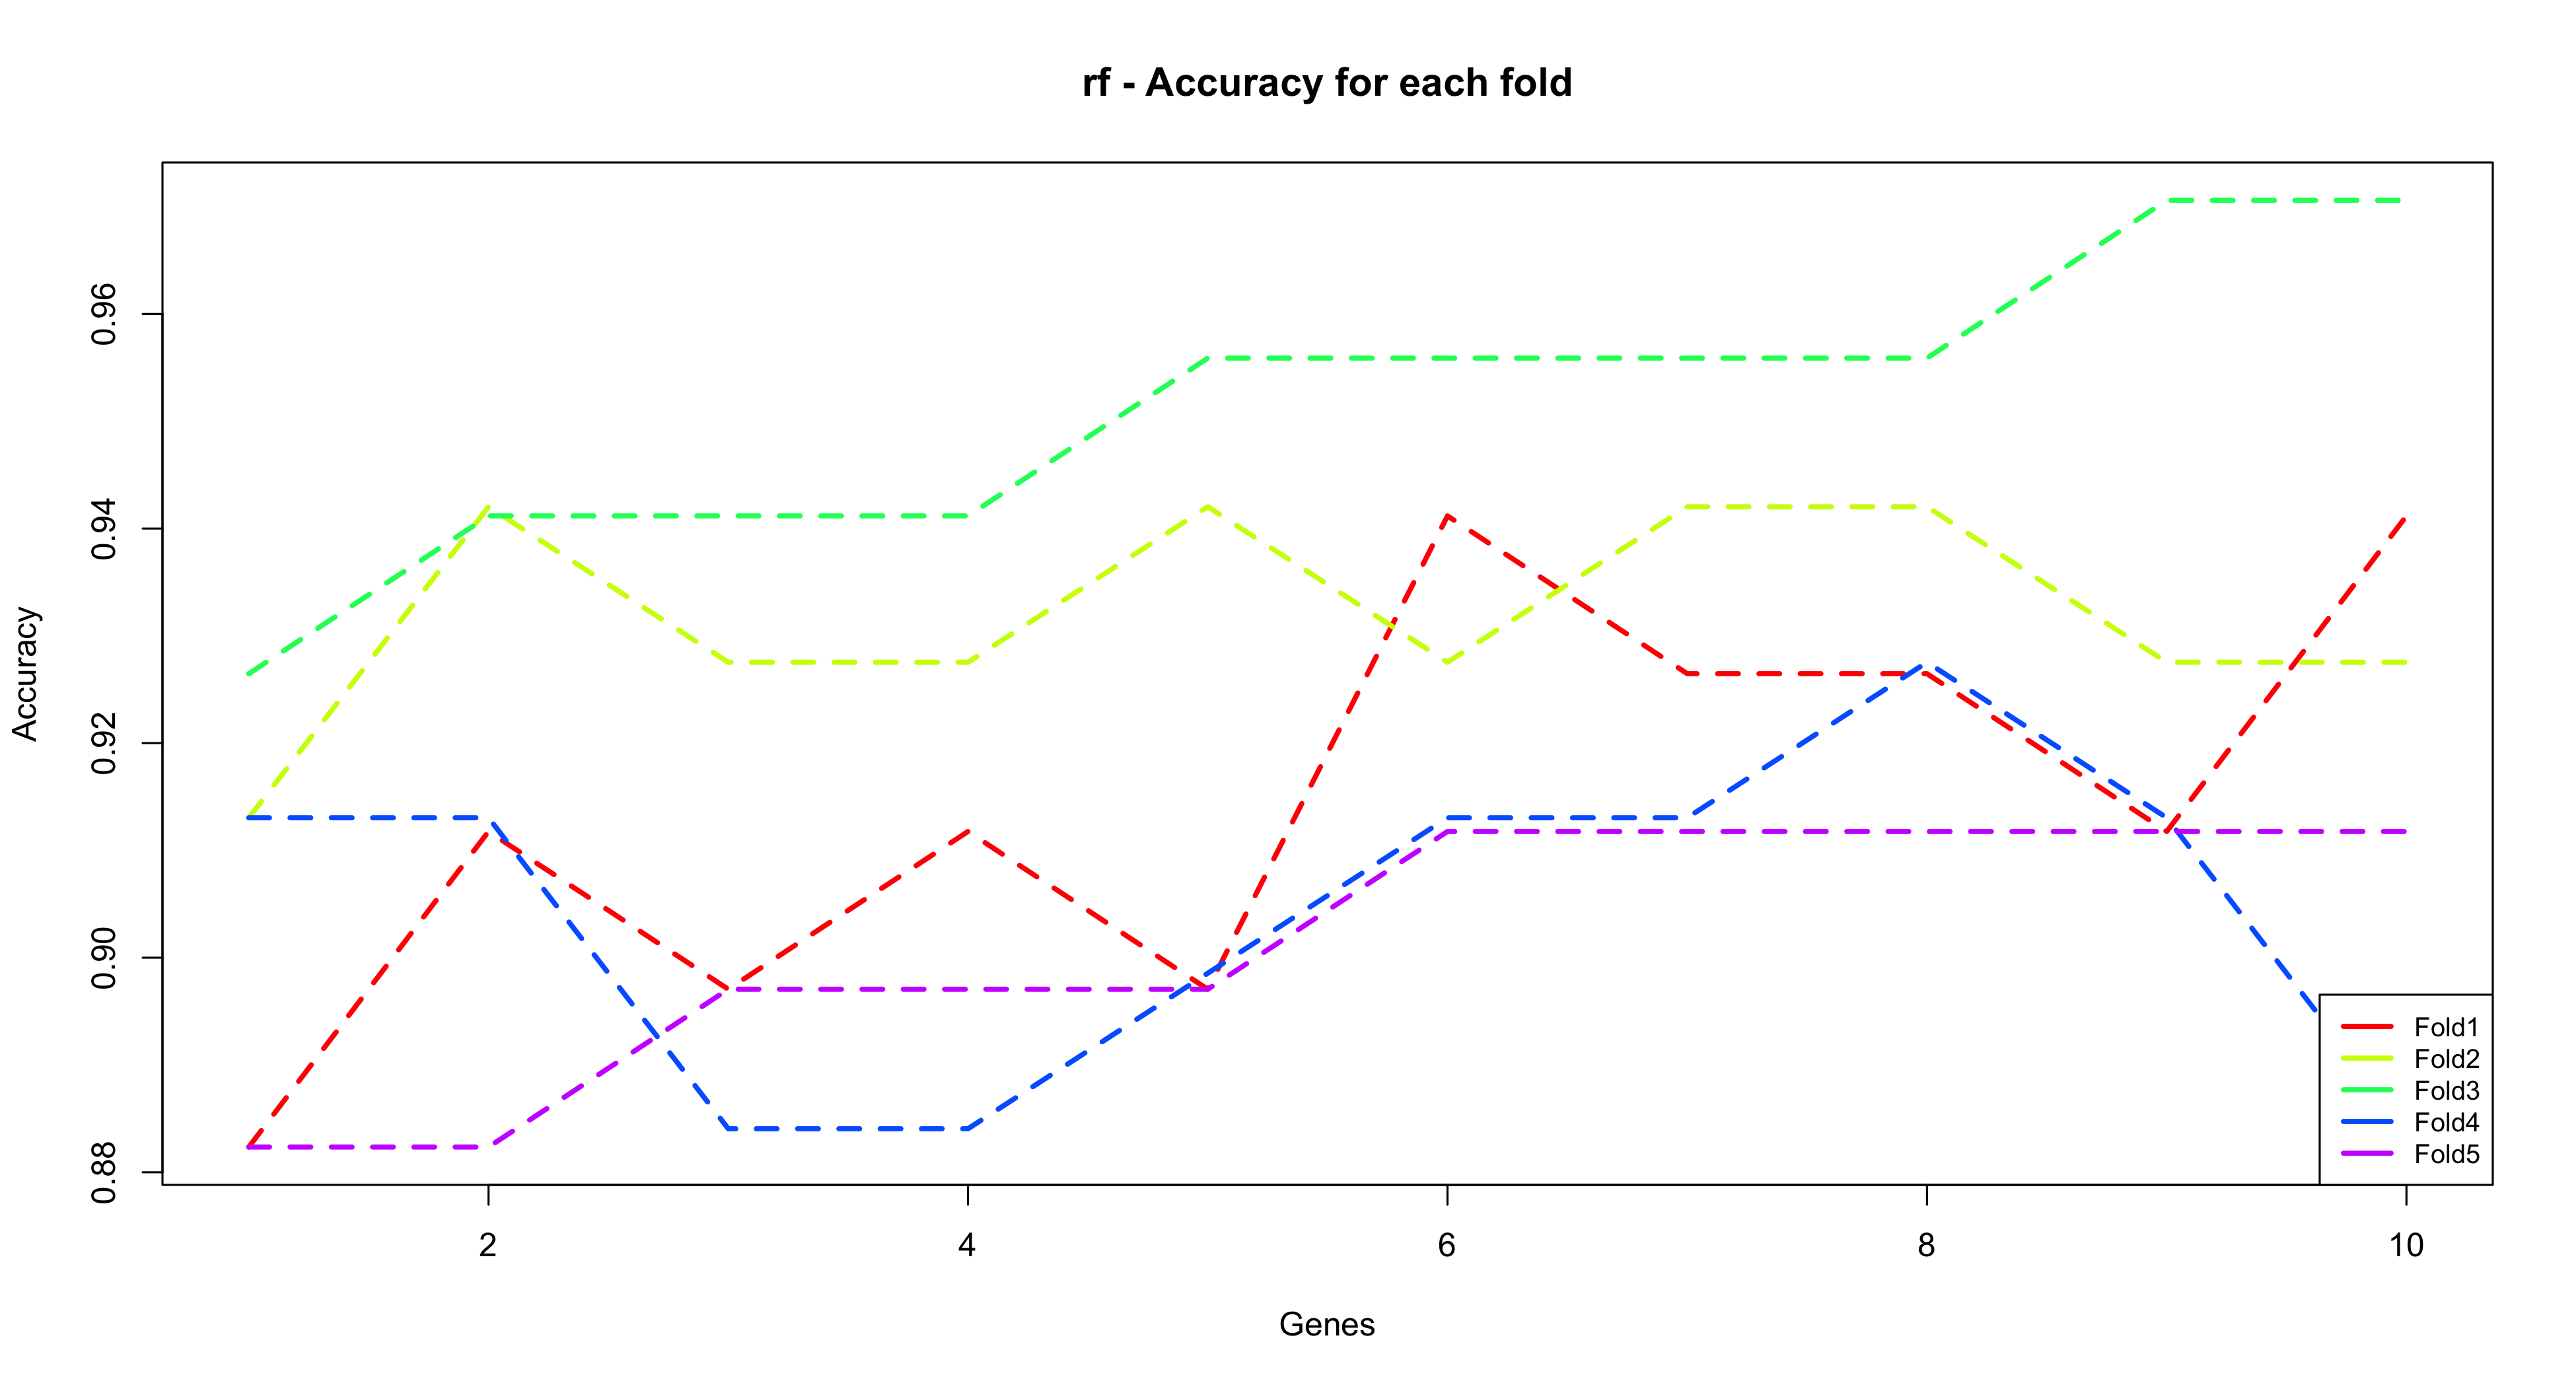 rf - Accuracy for each fold
Accuracy
0.96
0.94
0.92
0.90
0.88
2 4 6 8 10
Genes
Fold1
Fold2
Fold3
Fold4
Fold5